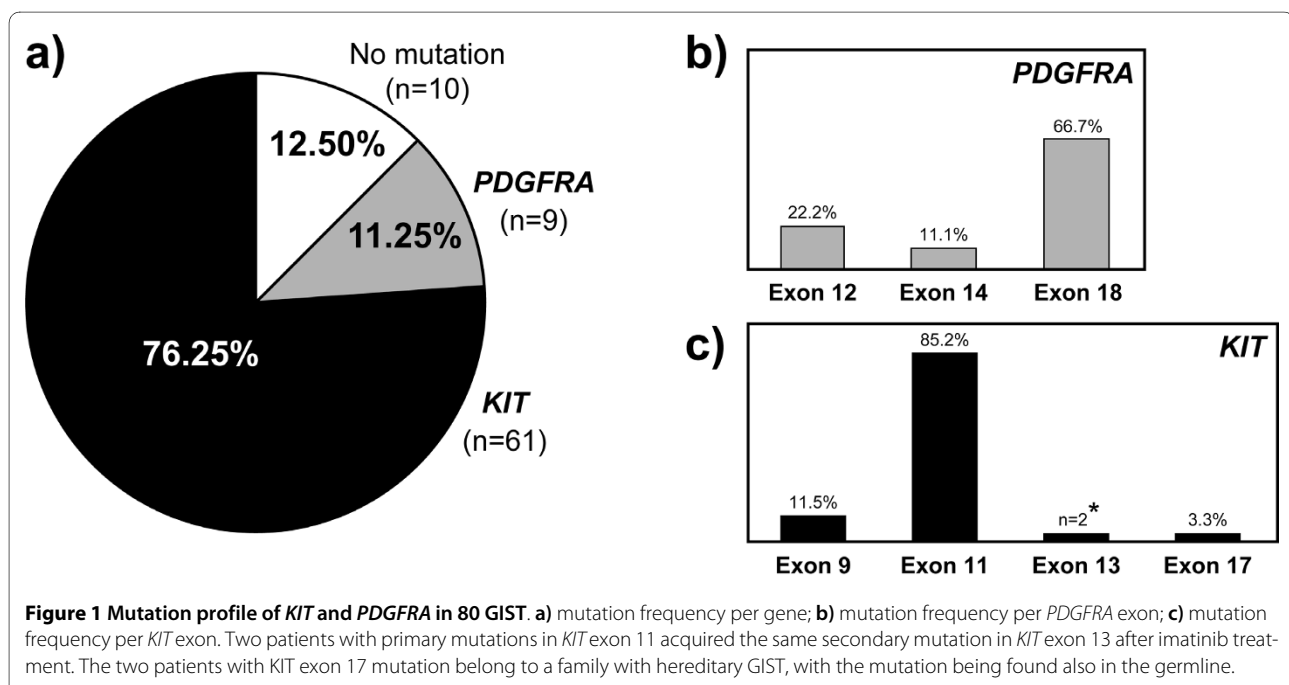 a)
No mutation
(n=10)
12.50%
PDGFRA
(n=9)
11.25%
76.25%
KIT
(n=61)
b)
PDGFRA
66.7%
22.2%
11.1%
Exon 12 Exon 14 Exon 18
c)
KIT
85.2%
11.5%
n=2*
3.3%
Exon 9 Exon 11 Exon 13 Exon 17
Figure 1 Mutation profile of KIT and PDGFRA in 80 GIST. a) mutation frequency per gene; b) mutation frequency per PDGFRA exon; c) mutation
frequency per KIT exon. Two patients with primary mutations in KIT exon 11 acquired the same secondary mutation in KIT exon 13 after imatinib treat-
ment. The two patients with KIT exon 17 mutation belong to a family with hereditary GIST, with the mutation being found also in the germline.